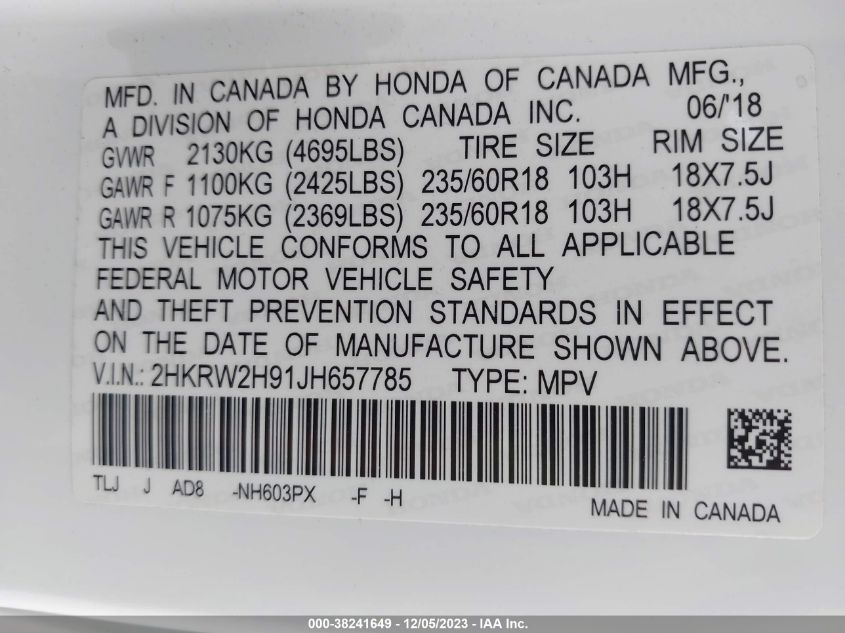 MFD. IN CANADA BY HONDA OF CANADA MFG.,
A DIVISION OF HONDA CANADA INC. 06/'18
GVWR 2130KG (4695LBS) TIRE SIZE RIM SIZE
GAWR F 1100KG (2425LBS) 235/60R18 103H 18X7.5J
GAWR R 1075KG (2369LBS) 235/60R18 103H 18X7.5J
THIS VEHICLE CONFORMS TO ALL APPLICABLE
FEDERAL MOTOR VEHICLE SAFETY
AND THEFT PREVENTION STANDARDS IN EFFECT
ON THE DATE OF MANUFACTURE SHOWN ABOVE.
V.I.N.: 2HKRW2H91JH657785 TYPE: MPV
TLJ J AD8 -NH603PX -F -H
MADE IN CANADA
000-38241649 - 12/05/2023 - IAA Inc.